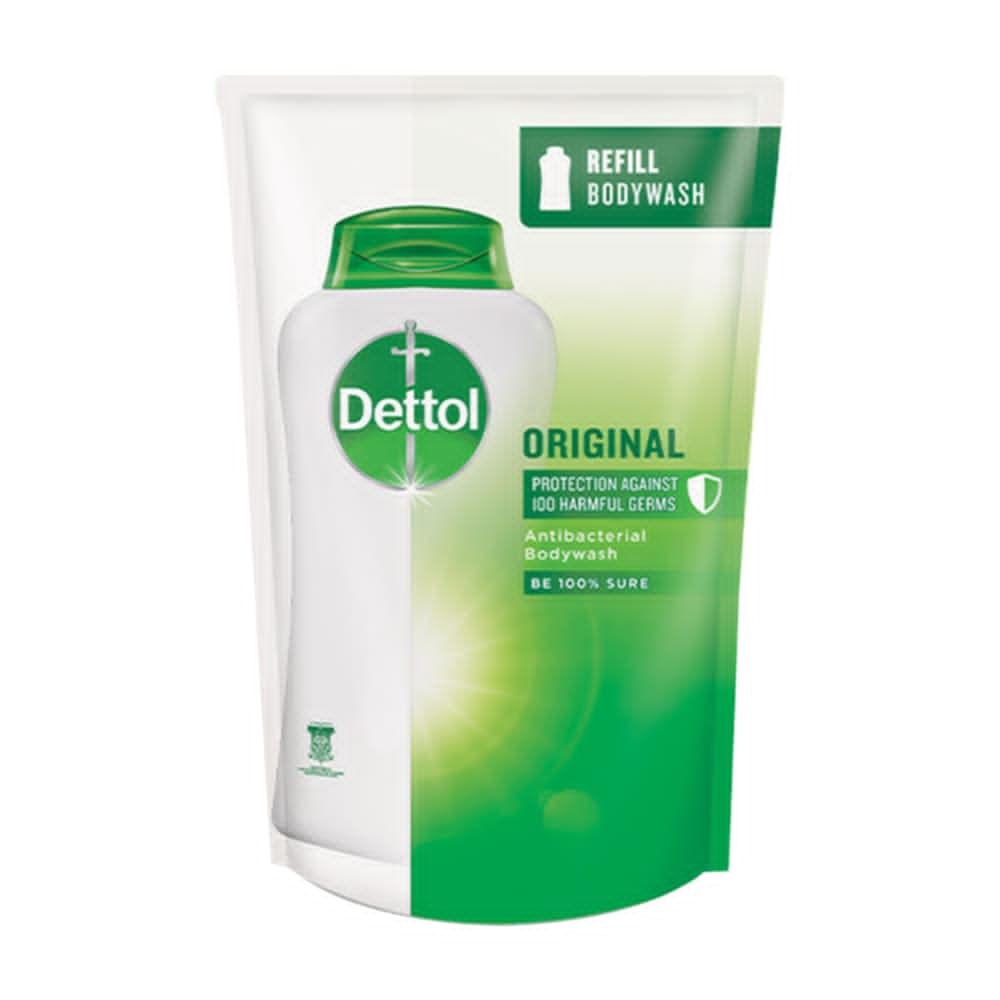 REFILL
BODYWASH
Dettol
ORIGINAL
PROTECTION AGAINST
100 HARMFUL GERMS
Antibacterial
Bodywash
BE 100% SURE